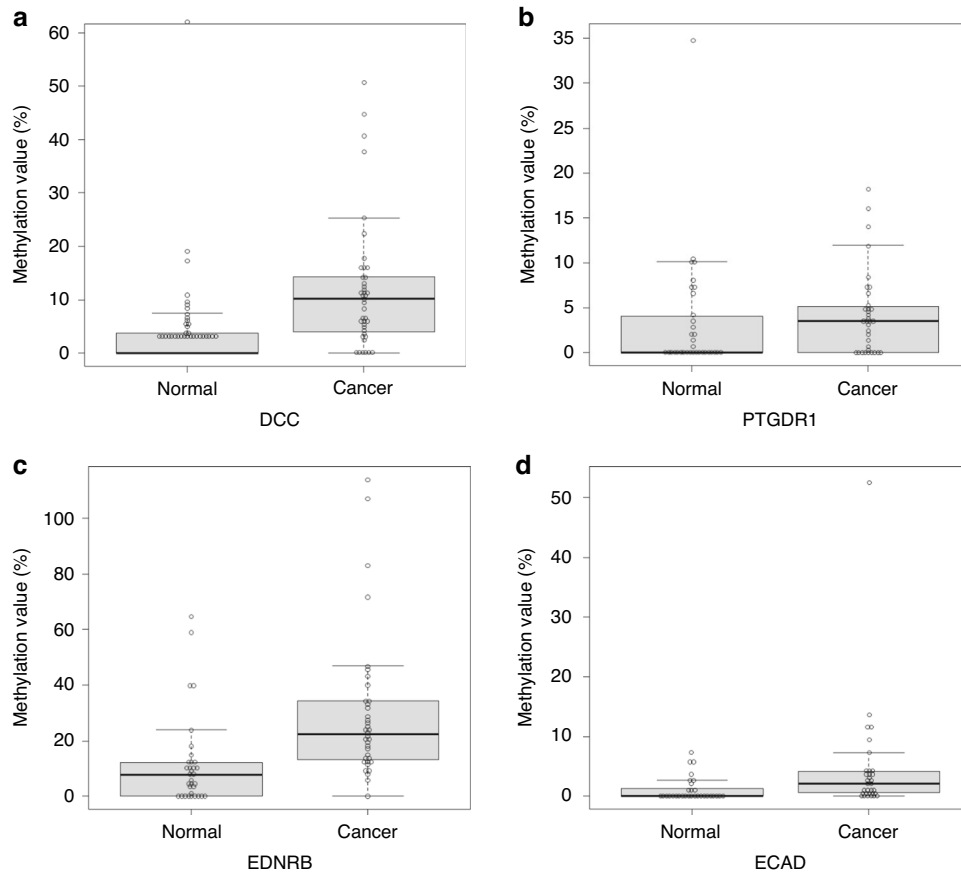 a
Methylation value (%)
60
50
40
30
20
10
0
Normal
Cancer
DCC
b
Methylation value (%)
35
30
25
20
15
10
5
0
Normal
Cancer
PTGDR1
c
Methylation value (%)
100
80
60
40
20
0
Normal
Cancer
EDNRB
d
Methylation value (%)
50
40
30
20
10
0
Normal
Cancer
ECAD